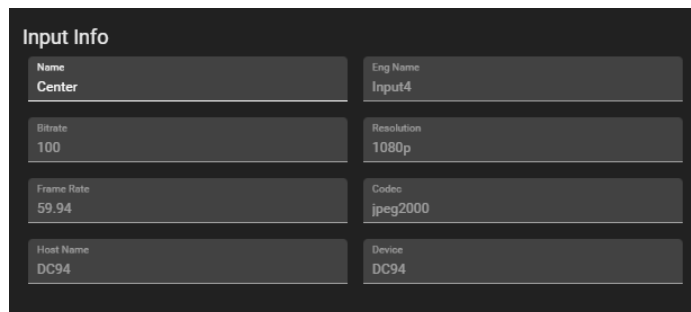 Input Info
Name
Center
Eng Name
Input4
Bitrate
100
Resolution
1080p
Frame Rate
59.94
Codec
jpeg2000
Host Name
DC94
Device
DC94